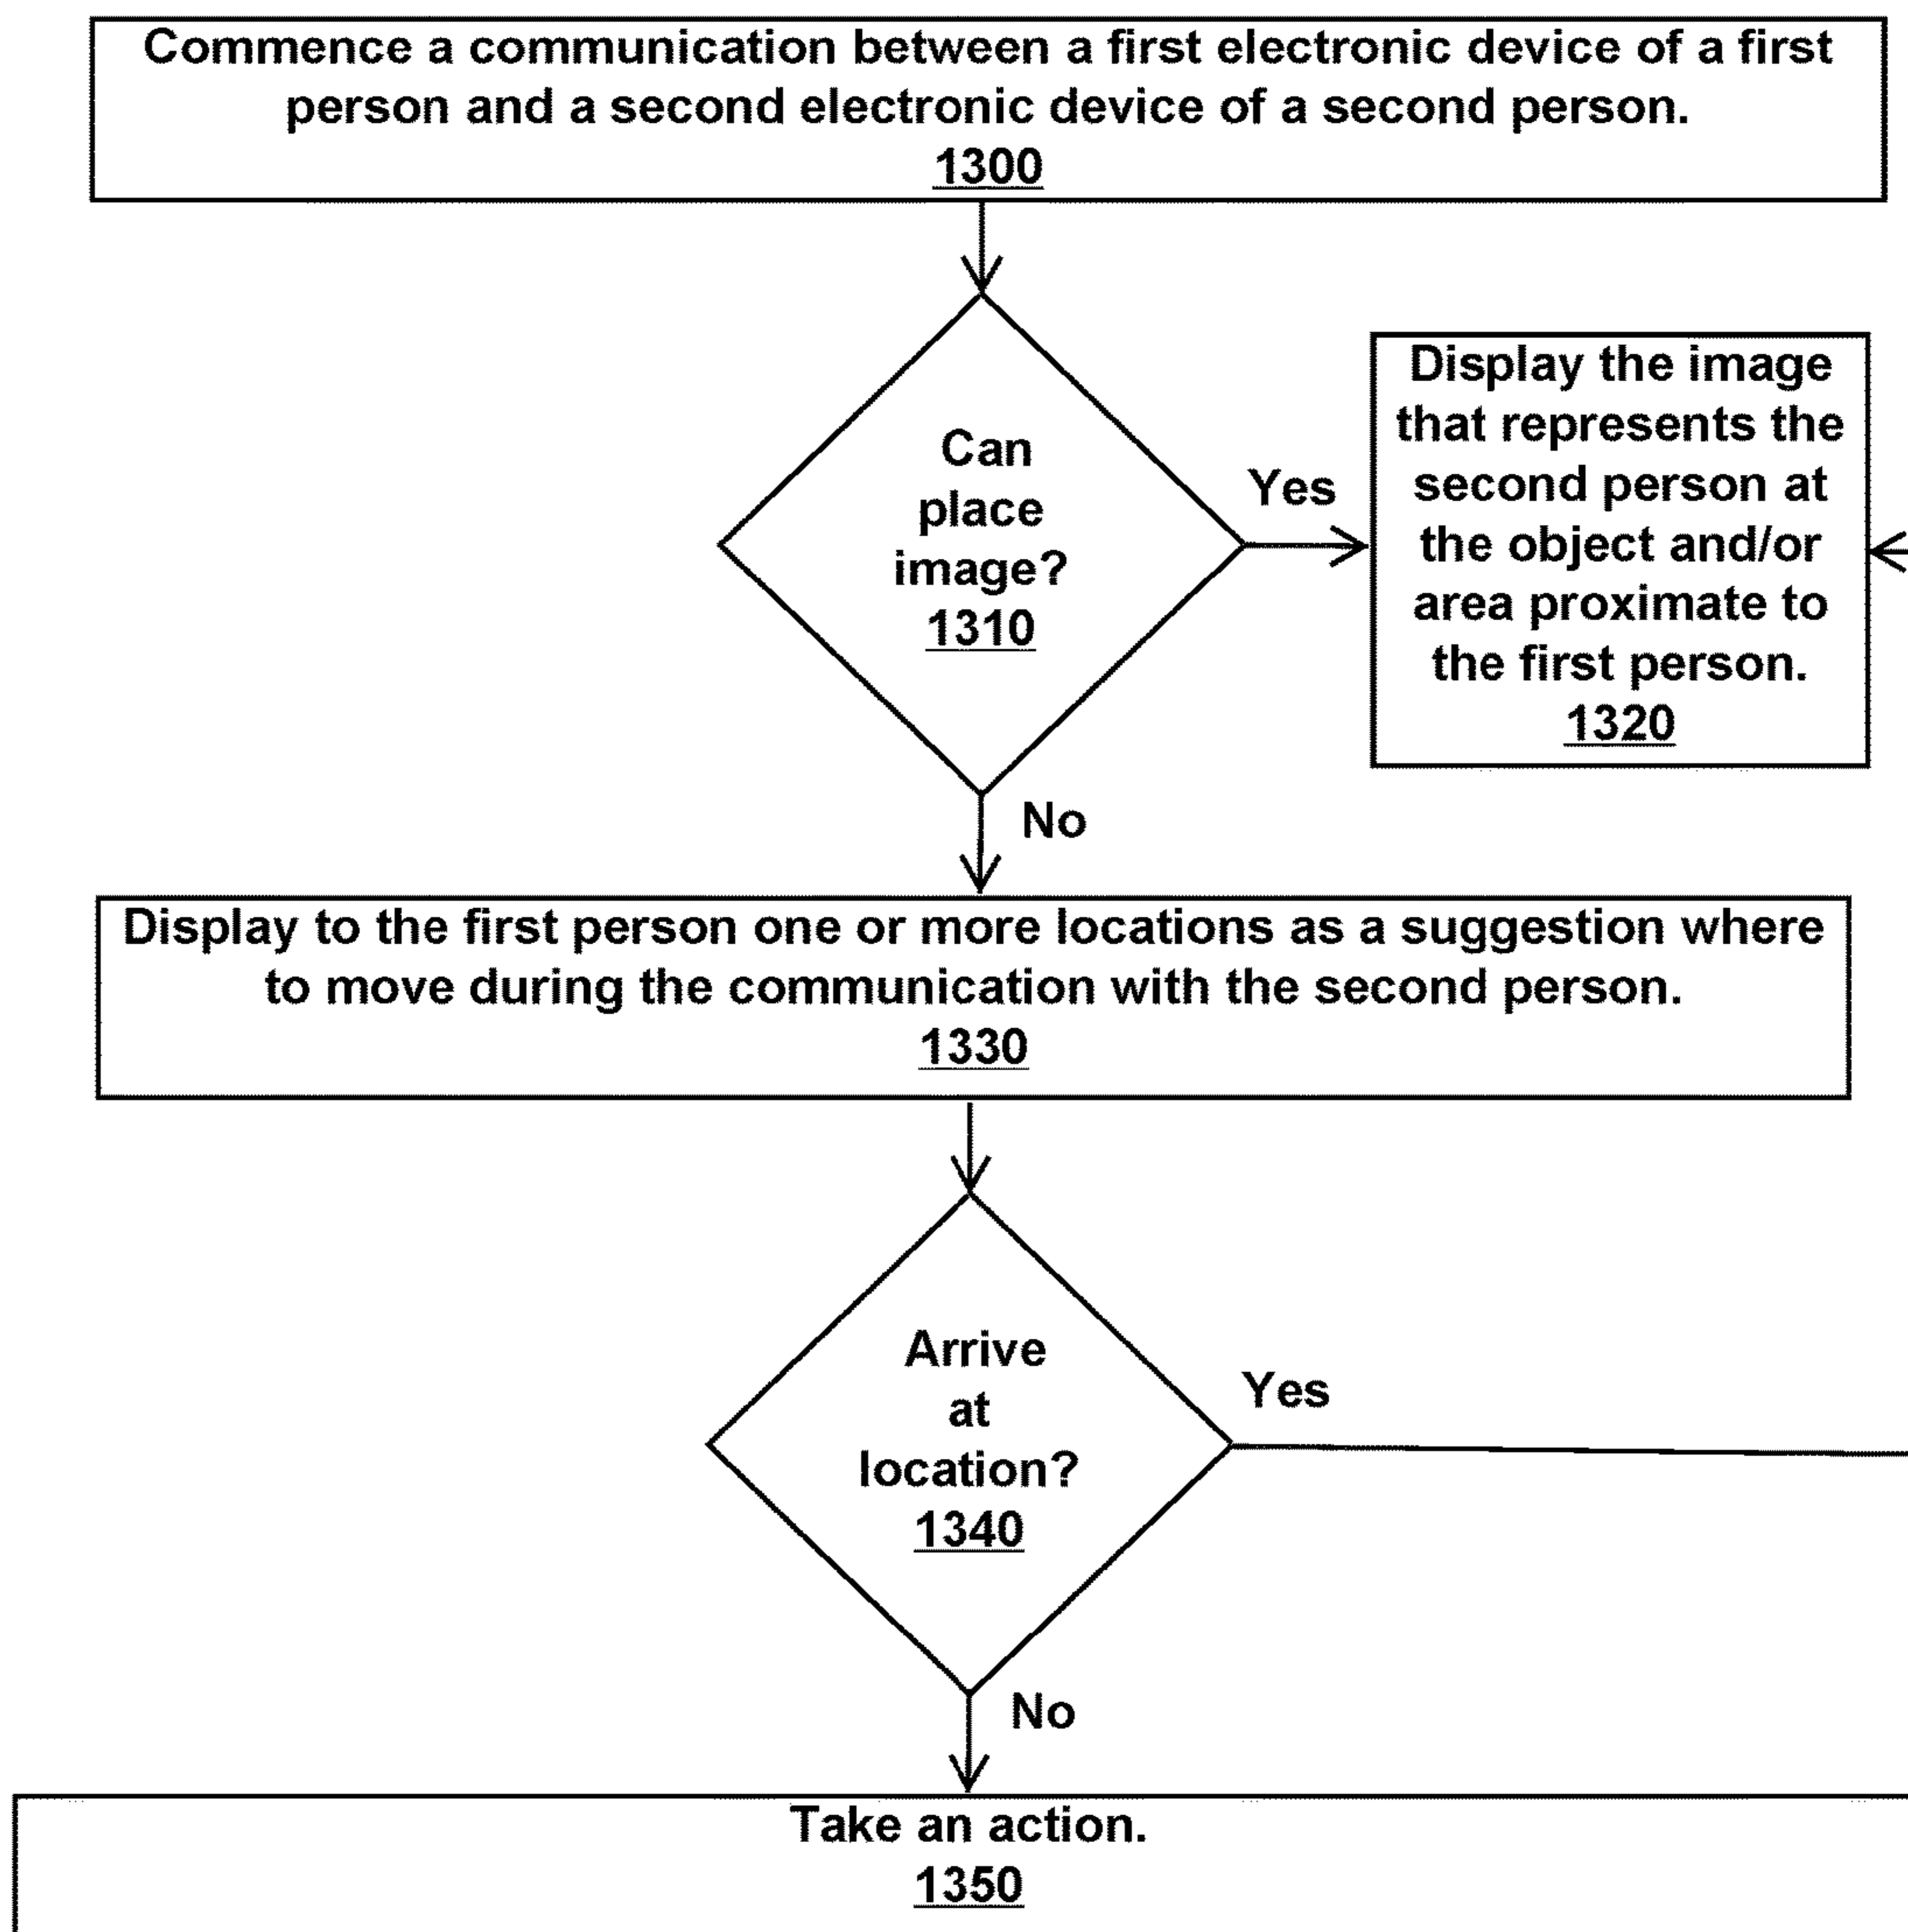 Commence a communication between a first electronic device of a first
person and a second electronic device of a second person.
1300
Can
place
image?
1310
Yes
Display the image
that represents the
second person at
the object and/or
area proximate to
the first person.
1320
No
Display to the first person one or more locations as a suggestion where
to move during the communication with the second person.
1330
Arrive
at
location?
1340
Yes
No
Take an action.
1350